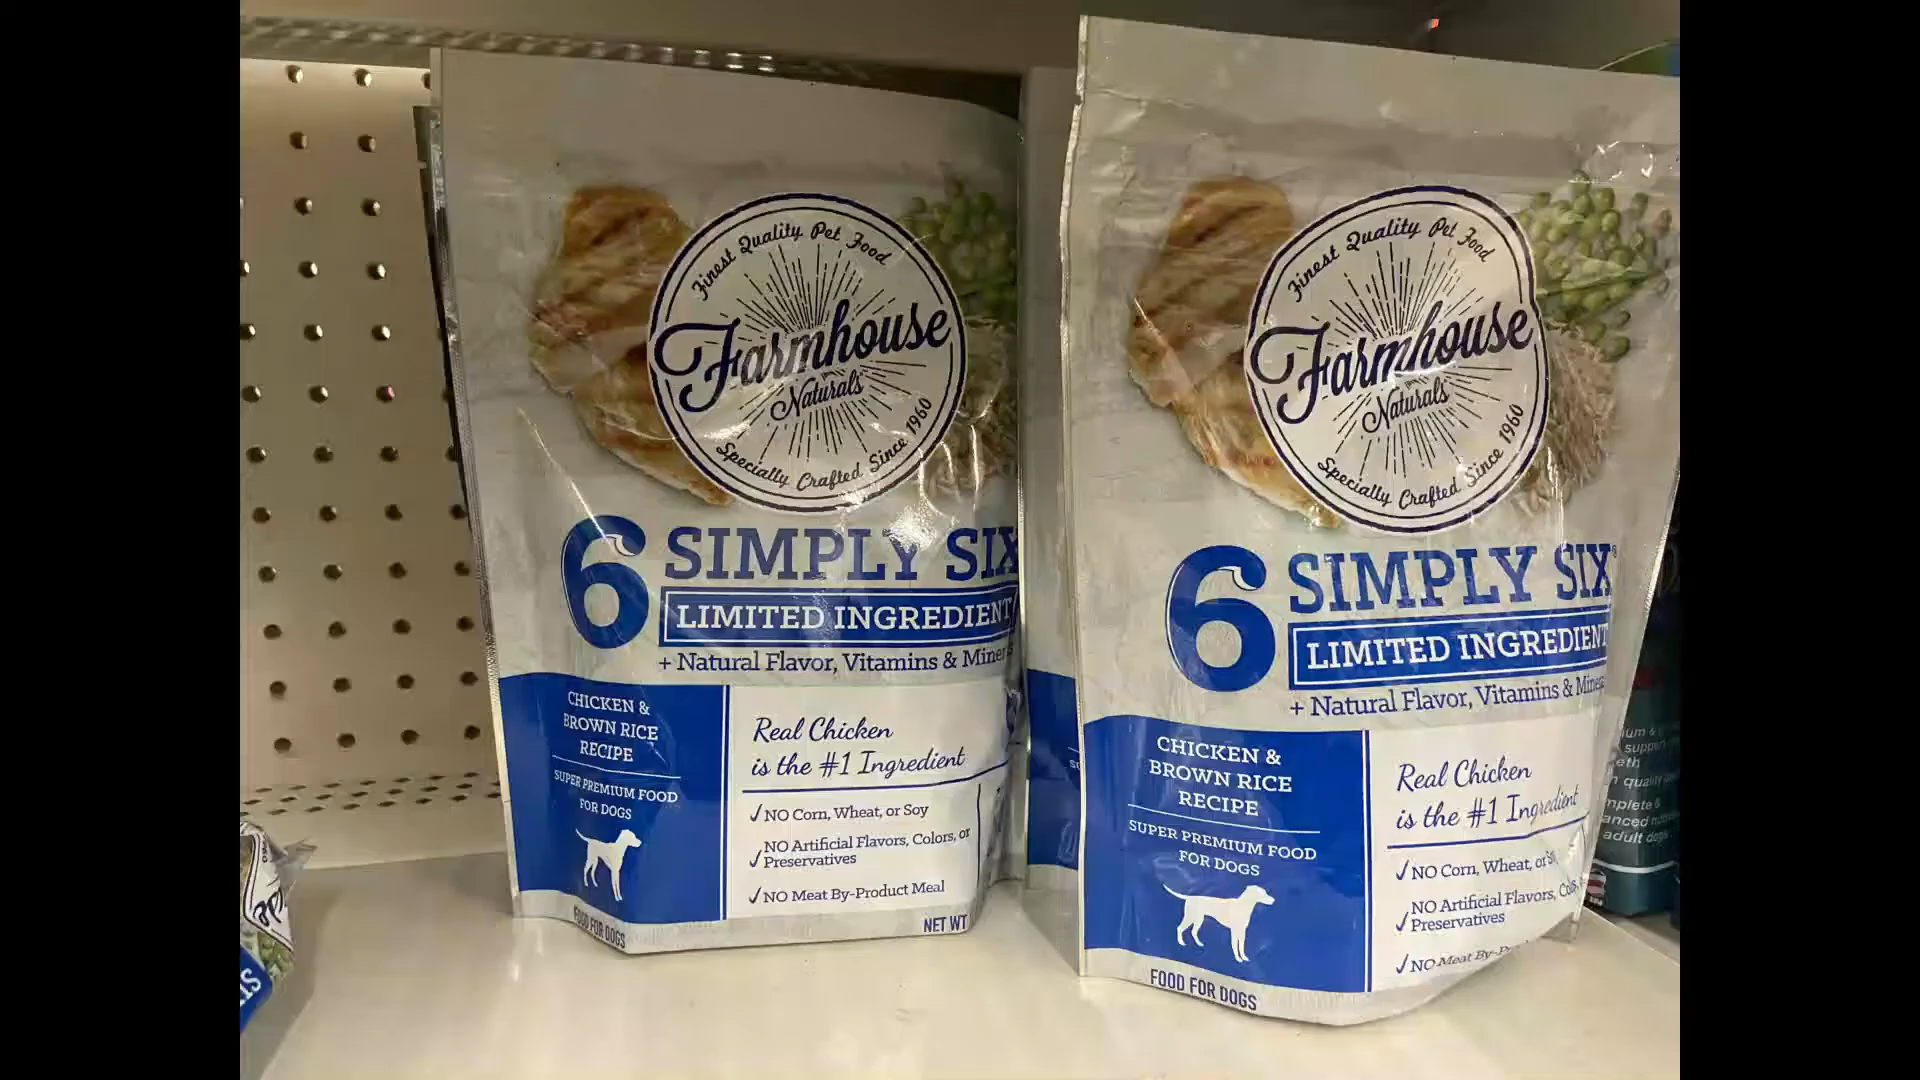 Finest Quality Pet Food
Farmhouse
Naturals
Specially Crafted Since 1960
6 SIMPLY SIX
LIMITED INGREDIENT
+ Natural Flavor, Vitamins &
CHICKEN &
BROWN RICE
RECIPE
SUPER PREMIUM FOOD
FOR DOGS
Real Chicken
is the #1 Ingredient
✓NO Corn, Wheat, or Soy
NO Artificial Flavors, Colors, or
✓Preservatives
✓NO Meat By-Product Meal
FOOD FOR DOGS
NET WT
Finest Quality Pet Food
Farmhouse
Naturals
Specially Crafted Since 1960
6 SIMPLY SIX®
LIMITED INGREDIENT
+ Natural Flavor, Vitamins &
CHICKEN &
BROWN RICE
RECIPE
SUPER PREMIUM FOOD
FOR DOGS
Real Chicken
is the #1 Ingredient
✓NO Corn, Wheat, or
NO Artificial Flavors,
✓Preservatives
✓NO Meat
FOOD FOR DOGS
quality
adult dogs